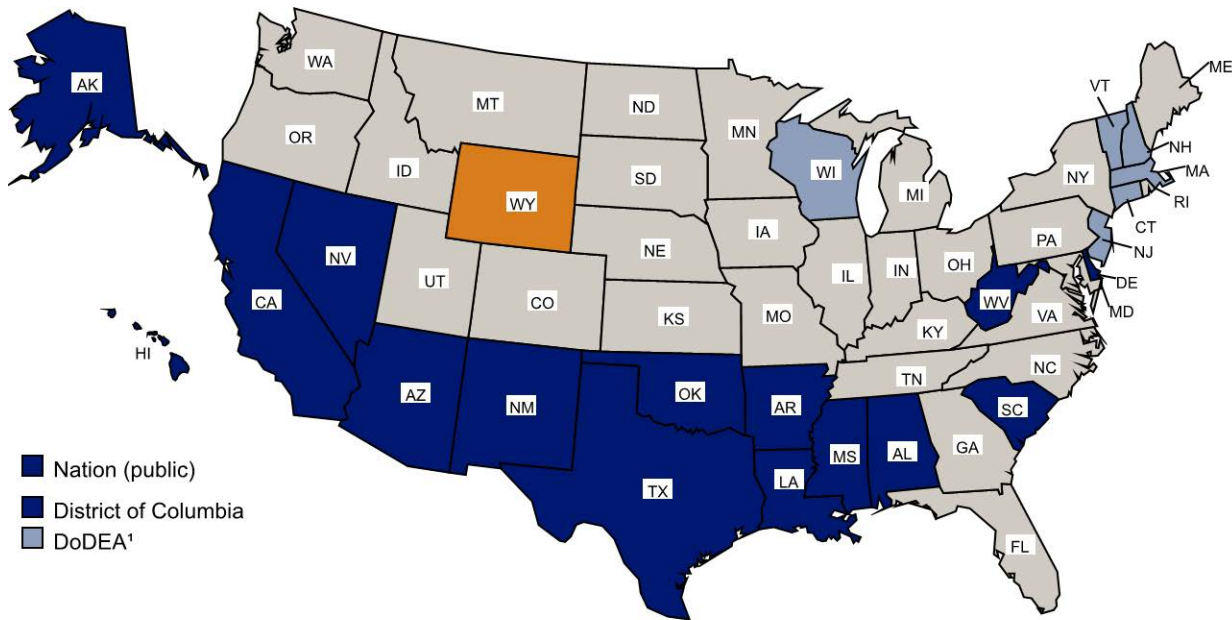 AK
WA
MT
ND
MN
VT
ME
OR
ID
SD
WI
MI
NY
NH
MA
RI
CT
WY
IA
PA
NJ
NV
UT
NE
IL
IN
OH
DE
CA
CO
KS
MO
WV
MD
KY
VA
HI
AZ
NM
OK
AR
TN
NC
SC
MS
AL
GA
TX
LA
FL
Nation (public)
District of Columbia
DoDEA¹